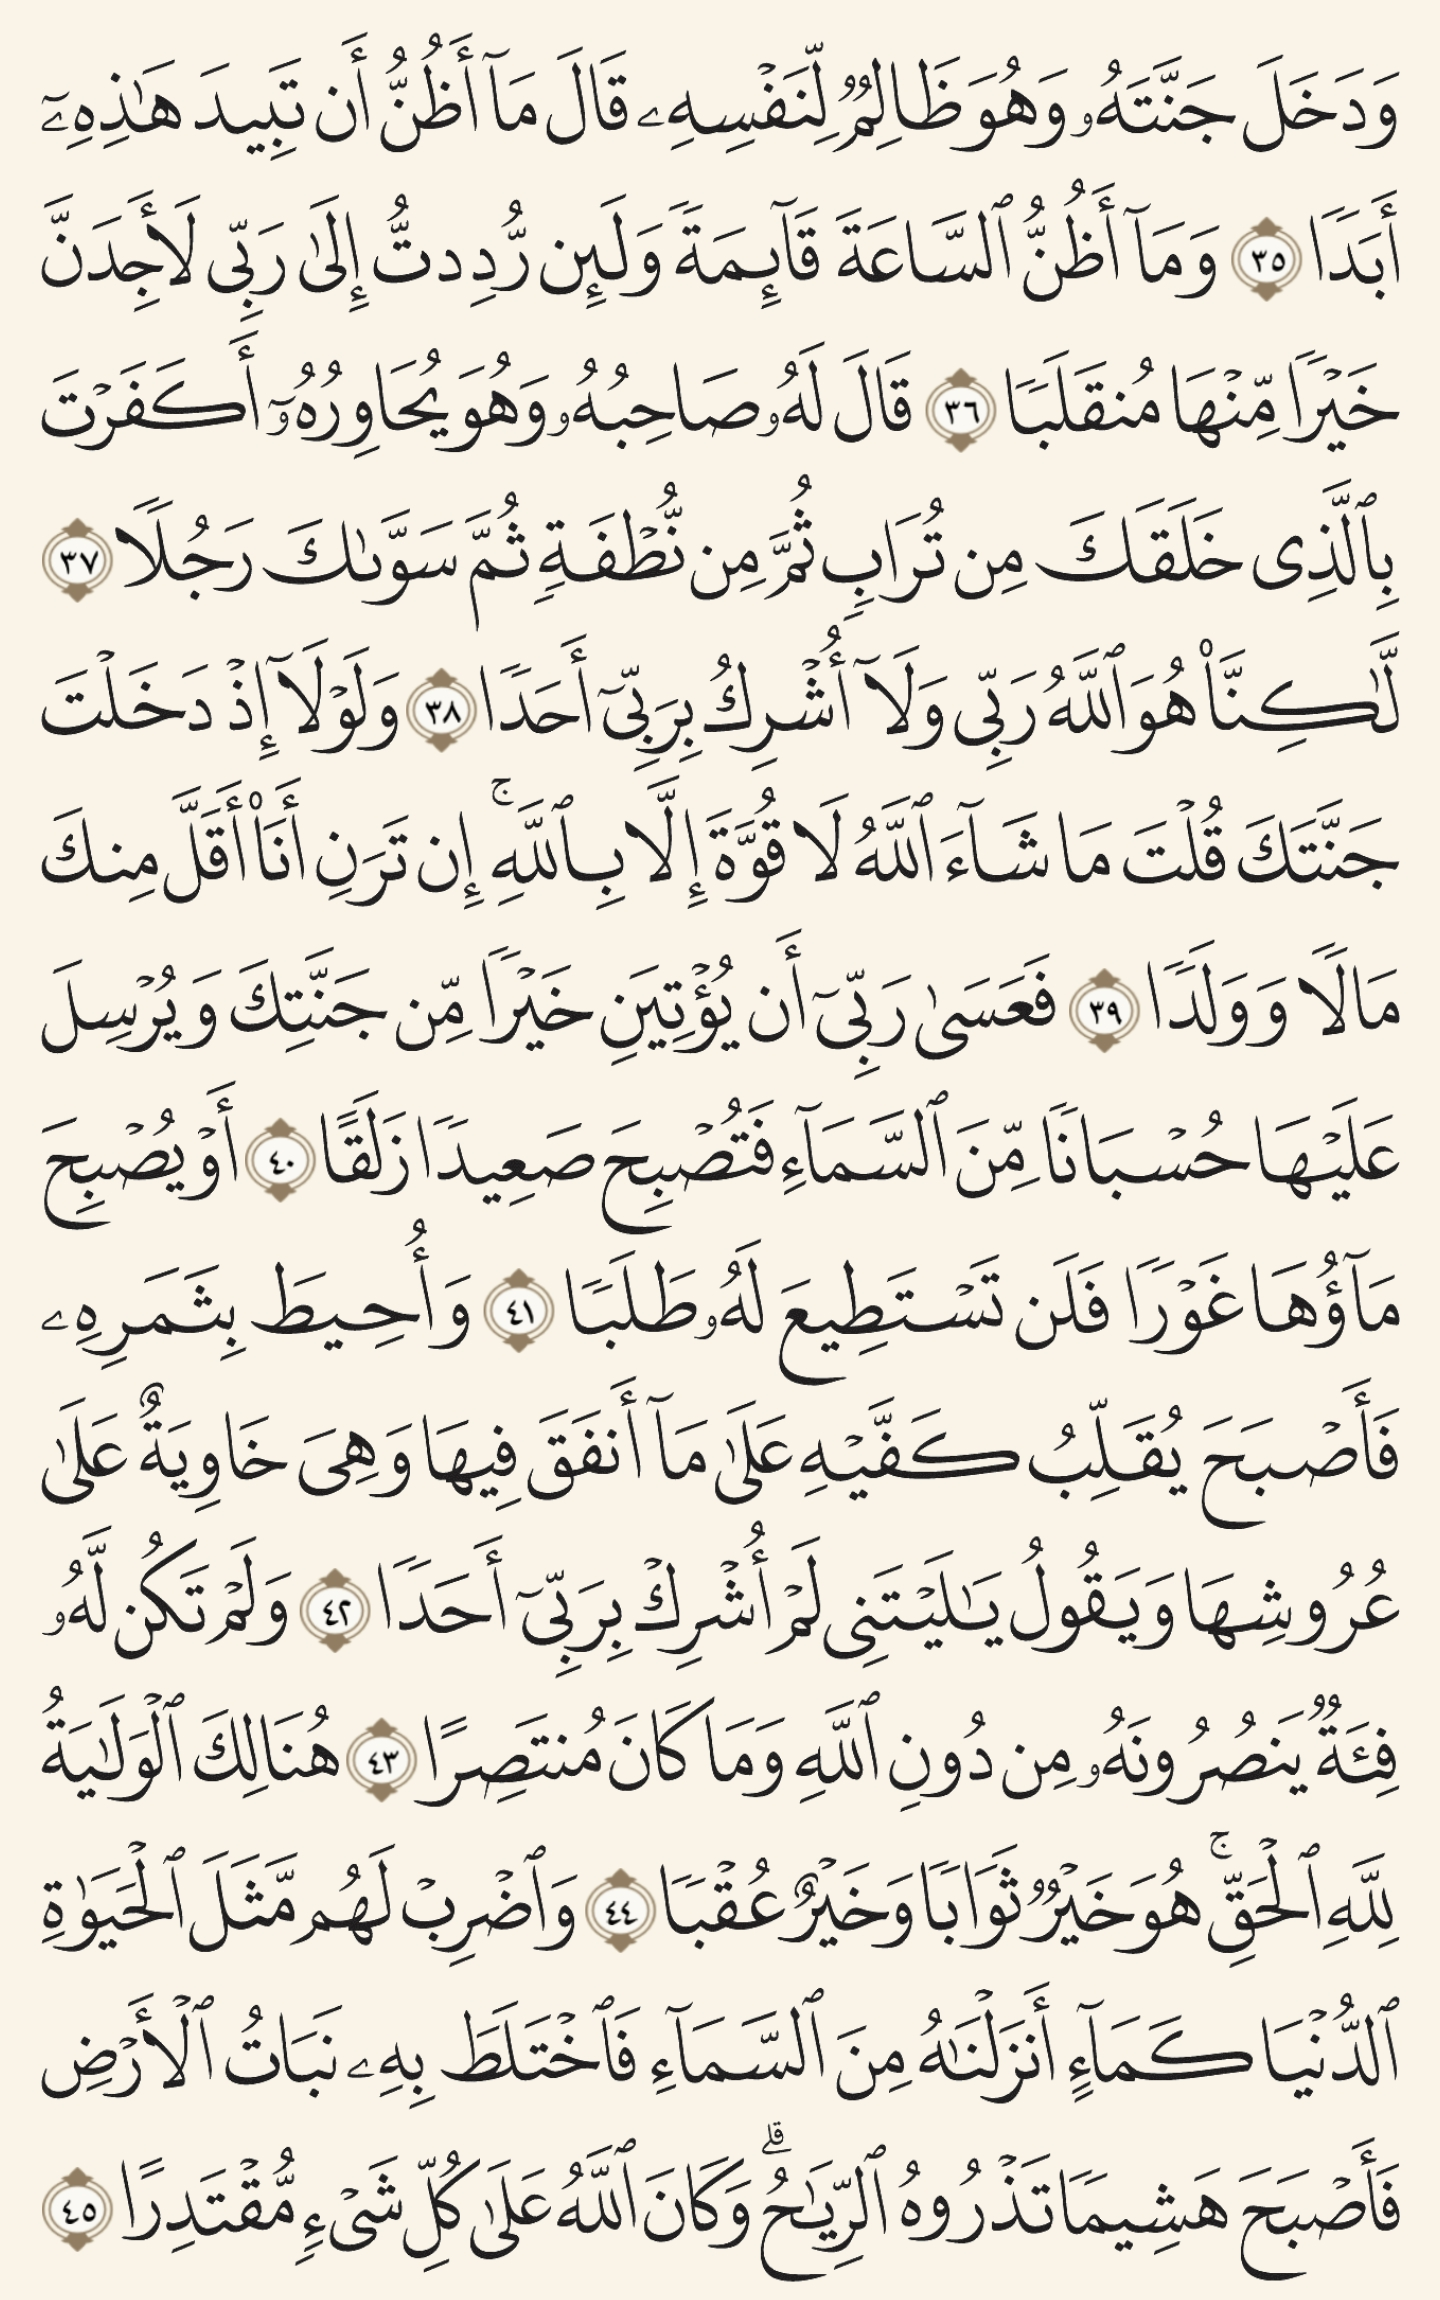 وَدَخَلَ جَنَّتَهُۥ وَهُوَ ظَالِمٌۭ لِّنَفْسِهِۦ قَالَ مَآ أَظُنُّ أَن تَبِيدَ هَٰذِهِۦٓ
أَبَدًۭا ٣٥ وَمَآ أَظُنُّ ٱلسَّاعَةَ قَآئِمَةًۭ وَلَئِن رُّدِدتُّ إِلَىٰ رَبِّى لَأَجِدَنَّ
خَيْرًۭا مِّنْهَا مُنقَلَبًۭا ٣٦ قَالَ لَهُۥ صَاحِبُهُۥ وَهُوَ يُحَاوِرُهُۥٓ أَكَفَرْتَ
بِٱلَّذِى خَلَقَكَ مِن تُرَابٍۢ ثُمَّ مِن نُّطْفَةٍۢ ثُمَّ سَوَّىٰكَ رَجُلًۭا ٣٧
لَّٰكِنَّا۠ هُوَ ٱللَّهُ رَبِّى وَلَآ أُشْرِكُ بِرَبِّىٓ أَحَدًۭا ٣٨ وَلَوْلَآ إِذْ دَخَلْتَ
جَنَّتَكَ قُلْتَ مَا شَآءَ ٱللَّهُ لَا قُوَّةَ إِلَّا بِٱللَّهِ ۚ إِن تَرَنِ أَنَا۠ أَقَلَّ مِنكَ
مَالًۭا وَوَلَدًۭا ٣٩ فَعَسَىٰ رَبِّىٓ أَن يُؤْتِيَنِ خَيْرًۭا مِّن جَنَّتِكَ وَيُرْسِلَ
عَلَيْهَا حُسْبَانًۭا مِّنَ ٱلسَّمَآءِ فَتُصْبِحَ صَعِيدًۭا زَلَقًا ٤٠ أَوْ يُصْبِحَ
مَآؤُهَا غَوْرًۭا فَلَن تَسْتَطِيعَ لَهُۥ طَلَبًۭا ٤١ وَأُحِيطَ بِثَمَرِهِۦ
فَأَصْبَحَ يُقَلِّبُ كَفَّيْهِ عَلَىٰ مَآ أَنفَقَ فِيهَا وَهِىَ خَاوِيَةٌ عَلَىٰ
عُرُوشِهَا وَيَقُولُ يَٰلَيْتَنِى لَمْ أُشْرِكْ بِرَبِّىٓ أَحَدًۭا ٤٢ وَلَمْ تَكُن لَّهُۥ
فِئَةٌۭ يَنصُرُونَهُۥ مِن دُونِ ٱللَّهِ وَمَا كَانَ مُنتَصِرًا ٤٣ هُنَالِكَ ٱلْوَلَٰيَةُ
لِلَّهِ ٱلْحَقِّ ۚ هُوَ خَيْرٌۭ ثَوَابًۭا وَخَيْرٌ عُقْبًۭا ٤٤ وَٱضْرِبْ لَهُم مَّثَلَ ٱلْحَيَوٰةِ
ٱلدُّنْيَا كَمَآءٍ أَنزَلْنَٰهُ مِنَ ٱلسَّمَآءِ فَٱخْتَلَطَ بِهِۦ نَبَاتُ ٱلْأَرْضِ
فَأَصْبَحَ هَشِيمًۭا تَذْرُوهُ ٱلرِّيَٰحُ ۗ وَكَانَ ٱللَّهُ عَلَىٰ كُلِّ شَىْءٍۢ مُّقْتَدِرًا ٤٥